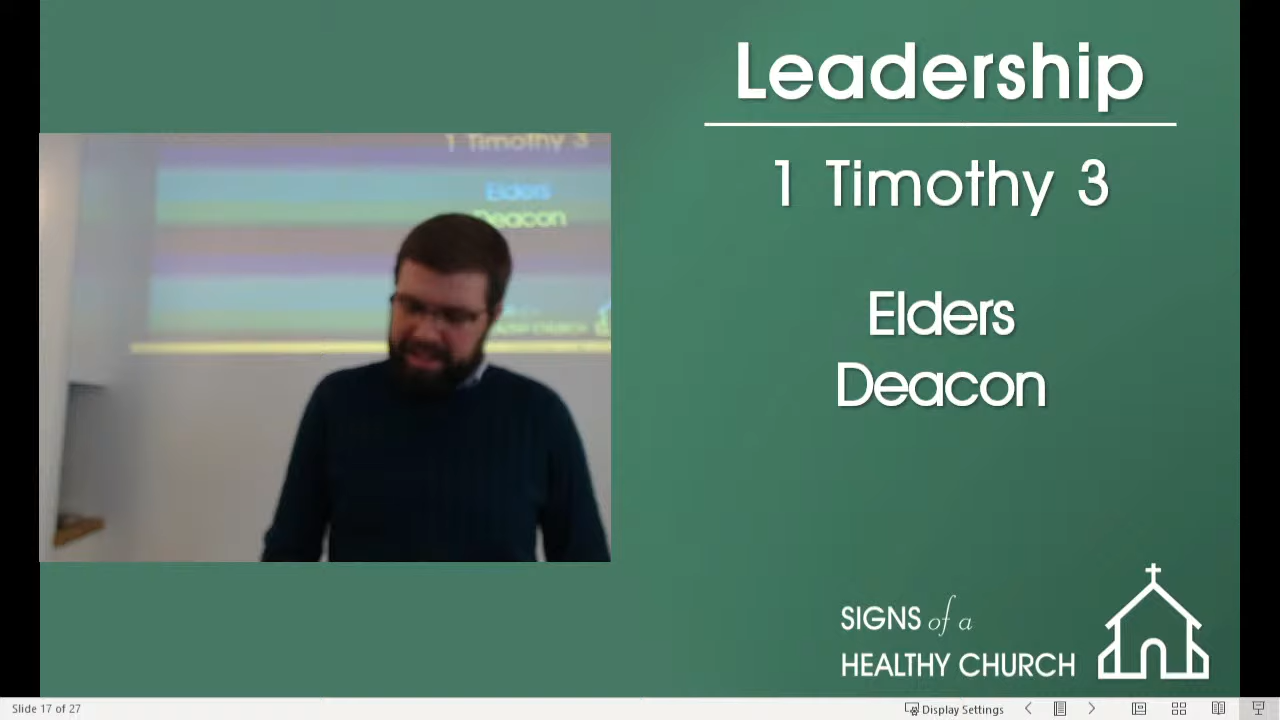 Leadership
1 Timothy 3
Elders
Deacon
1 Timothy 3
Elders
Deacon
CHURCH
SIGNS of a
HEALTHY CHURCH
Slide 17 of 27
Display Settings